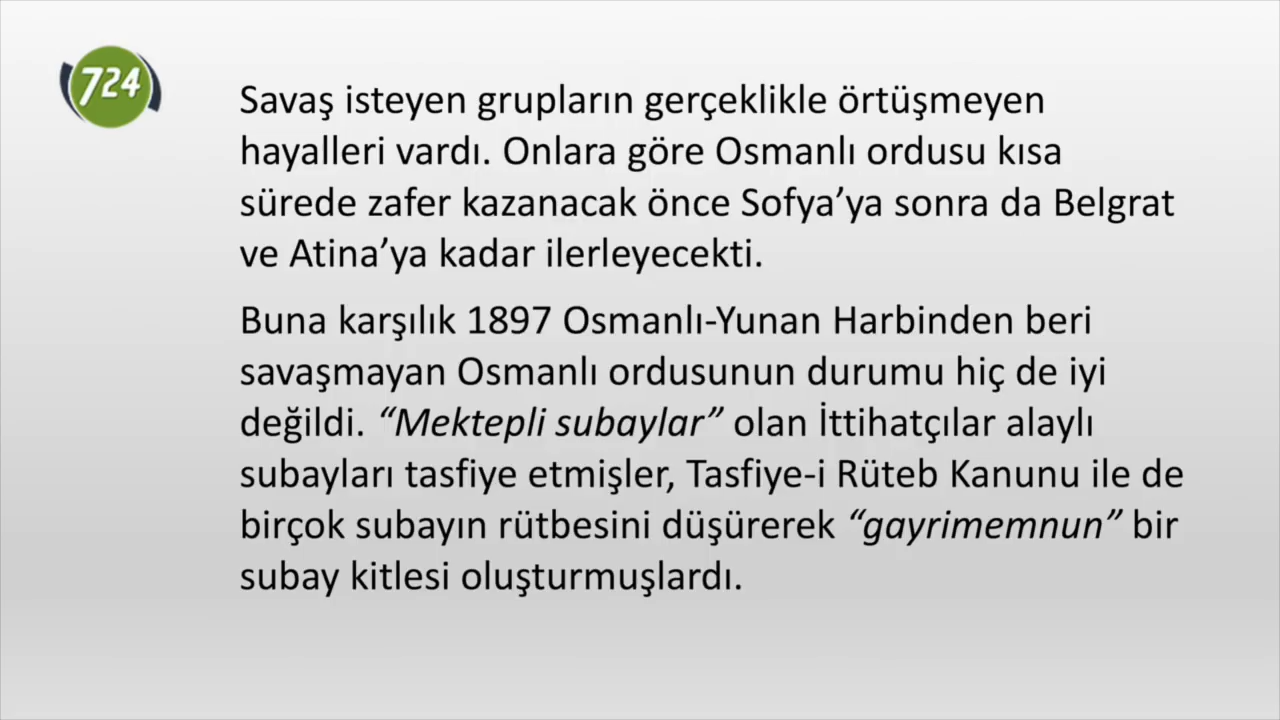 724
Savaş isteyen grupların gerçeklikle örtüşmeyen
hayalleri vardı. Onlara göre Osmanlı ordusu kısa
sürede zafer kazanacak önce Sofya’ya sonra da Belgrat
ve Atina’ya kadar ilerleyecekti.
Buna karşılık 1897 Osmanlı-Yunan Harbinden beri
savaşmayan Osmanlı ordusunun durumu hiç de iyi
değildi. “Mektepli subaylar” olan İttihatçılar alaylı
subayları tasfiye etmişler, Tasfiye-i Rüteb Kanunu ile de
birçok subayın rütbesini düşürerek “gayrimemnun” bir
subay kitlesi oluşturmuşlardı.